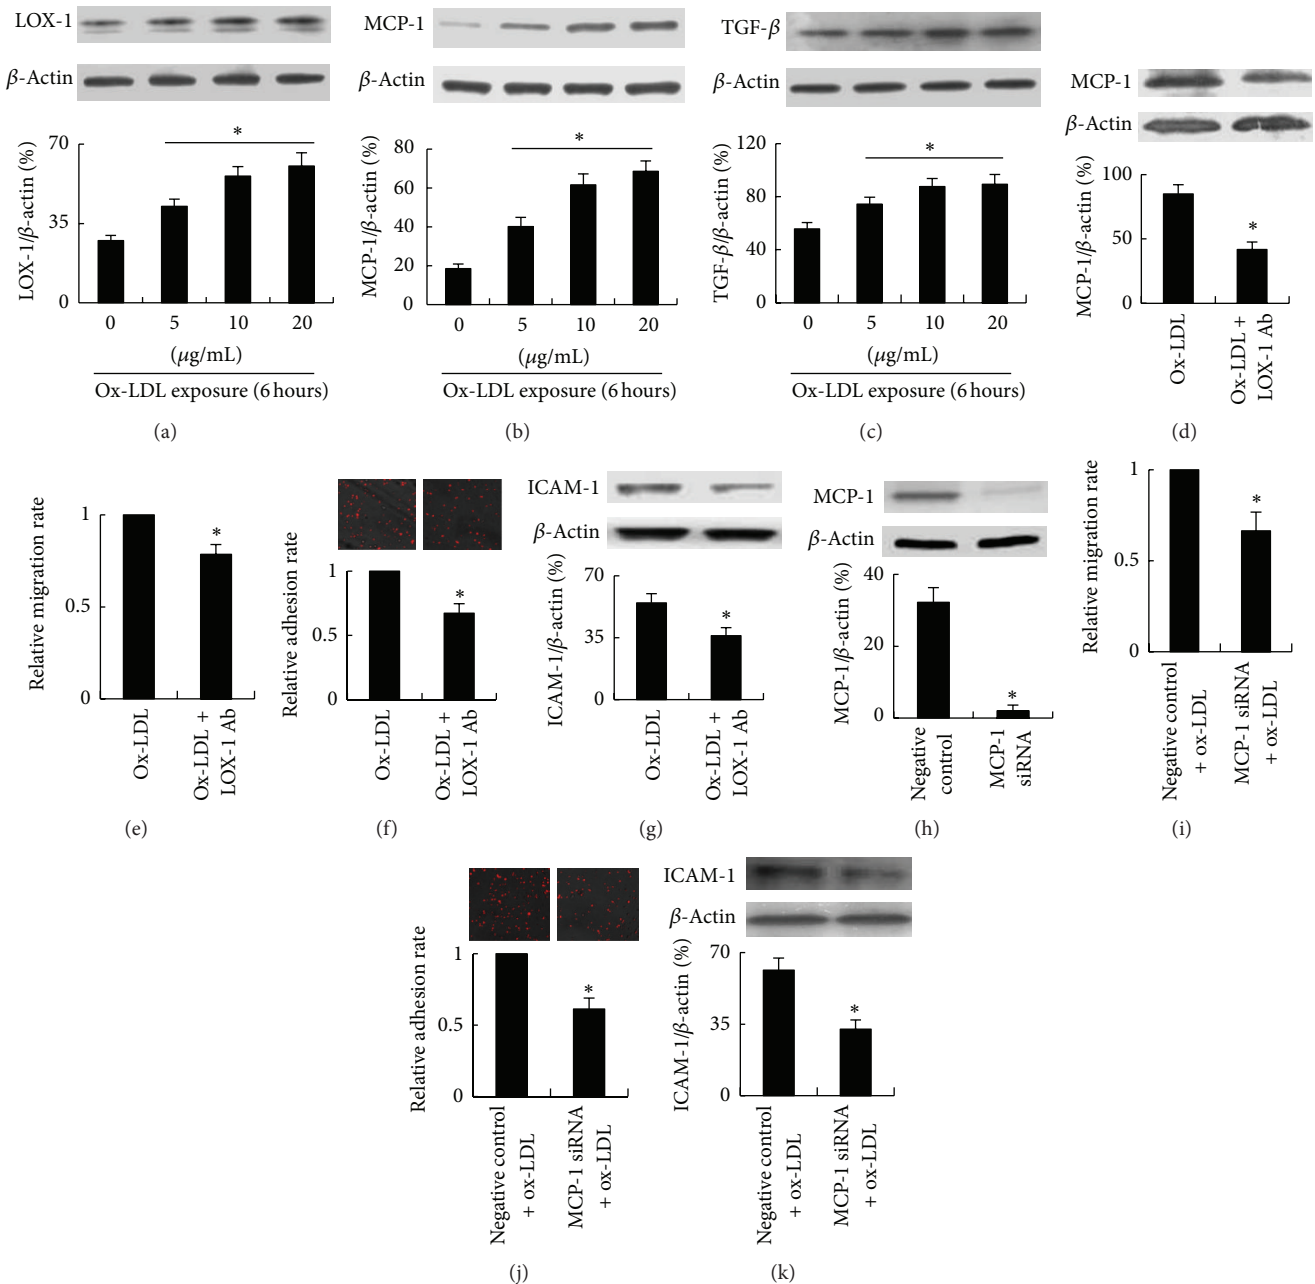 LOX-1
β-Actin
LOX-1/β-actin (%)
70
35
0
*
0 5 10 20
(μg/mL)
Ox-LDL exposure (6 hours)
(a)
MCP-1
β-Actin
MCP-1/β-actin (%)
80
60
40
20
0
*
0 5 10 20
(μg/mL)
Ox-LDL exposure (6 hours)
(b)
TGF-β
β-Actin
TGF-β/β-actin (%)
120
80
40
0
*
0 5 10 20
(μg/mL)
Ox-LDL exposure (6 hours)
(c)
MCP-1
β-Actin
MCP-1/β-actin (%)
100
50
0
*
Ox-LDL
Ox-LDL +
LOX-1 Ab
(d)
Relative migration rate
1
0.5
0
*
Ox-LDL
Ox-LDL +
LOX-1 Ab
(e)
Relative adhesion rate
1
0.5
0
*
Ox-LDL
Ox-LDL +
LOX-1 Ab
(f)
ICAM-1
β-Actin
ICAM-1/β-actin (%)
70
35
0
*
Ox-LDL
Ox-LDL +
LOX-1 Ab
(g)
MCP-1
β-Actin
MCP-1/β-actin (%)
40
20
0
*
Negative
control
MCP-1
siRNA
(h)
Relative migration rate
1
0.5
0
*
Negative control
+ ox-LDL
MCP-1 siRNA
+ ox-LDL
(i)
Relative adhesion rate
1
0.5
0
*
Negative control
+ ox-LDL
MCP-1 siRNA
+ ox-LDL
(j)
ICAM-1
β-Actin
ICAM-1/β-actin (%)
70
35
0
*
Negative control
+ ox-LDL
MCP-1 siRNA
+ ox-LDL
(k)